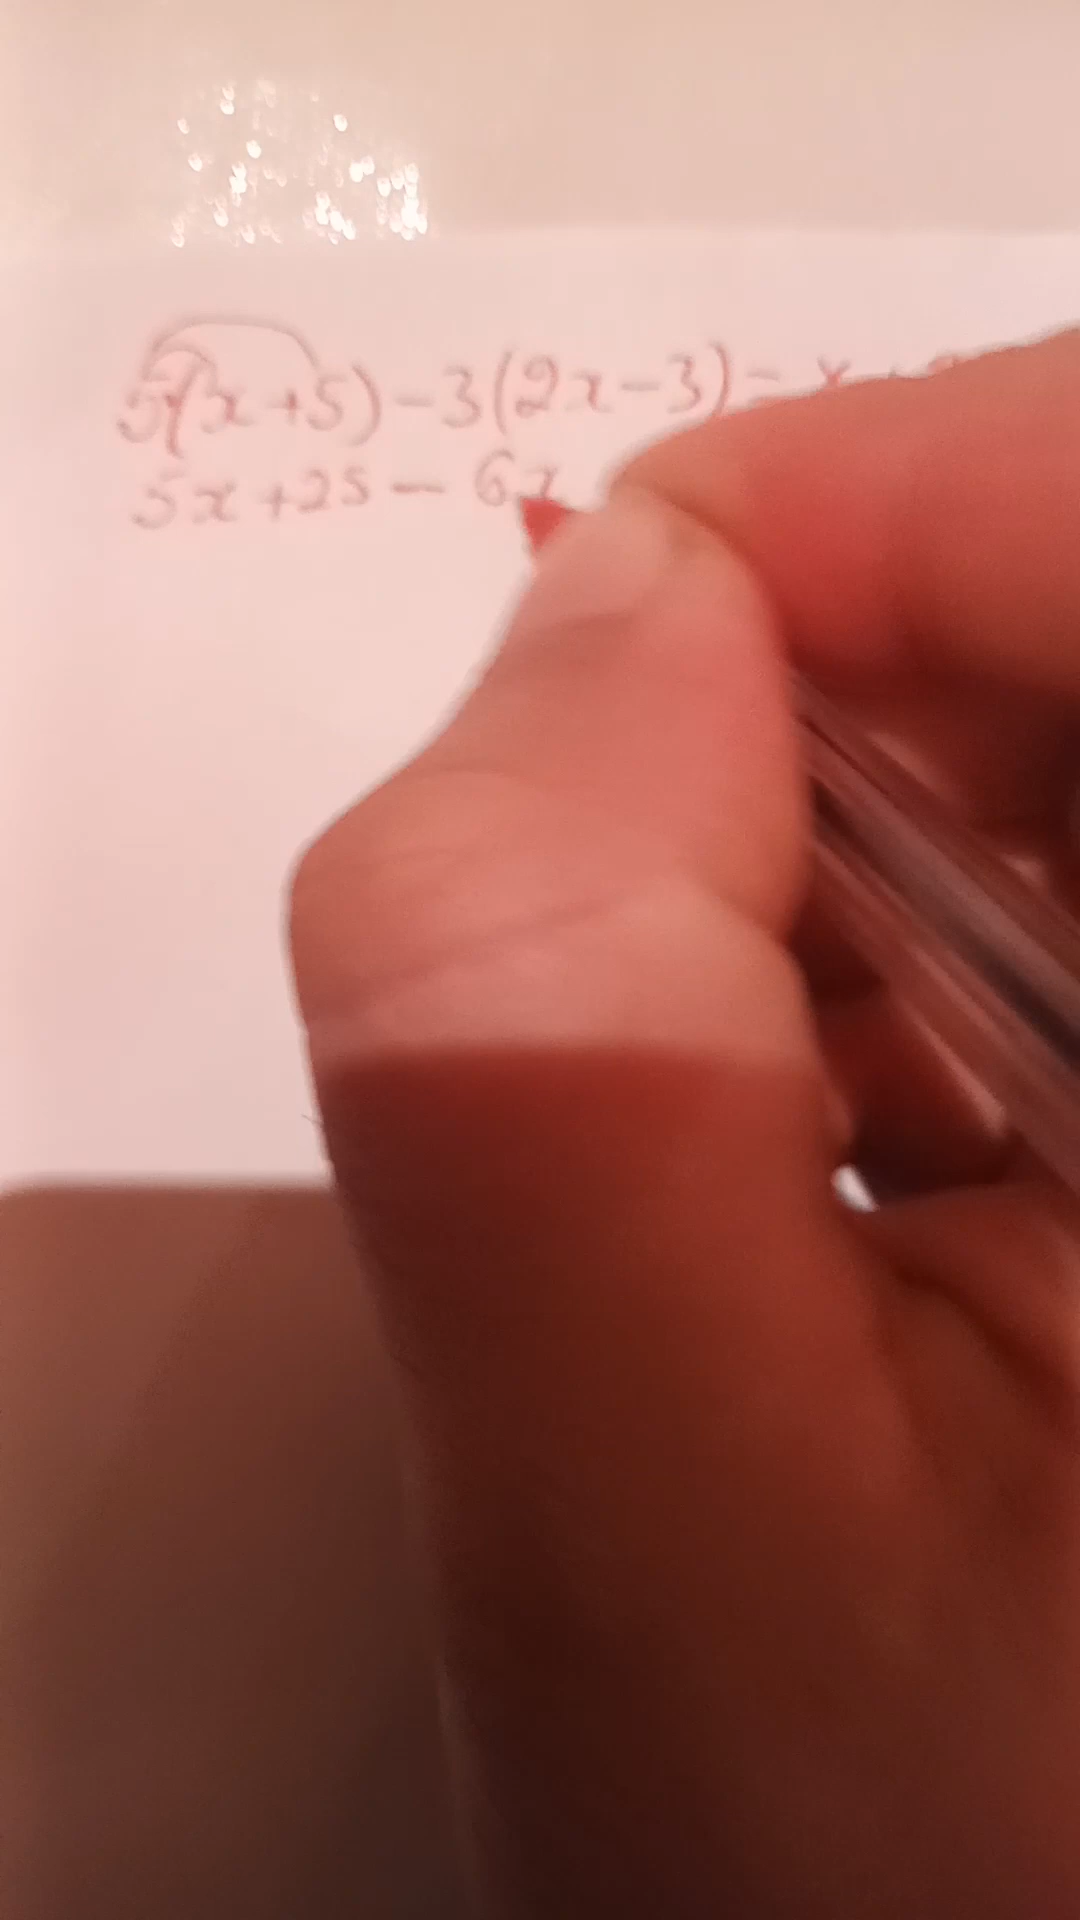 5(x+5)-3(2x-3)= x +
5x+25-6x